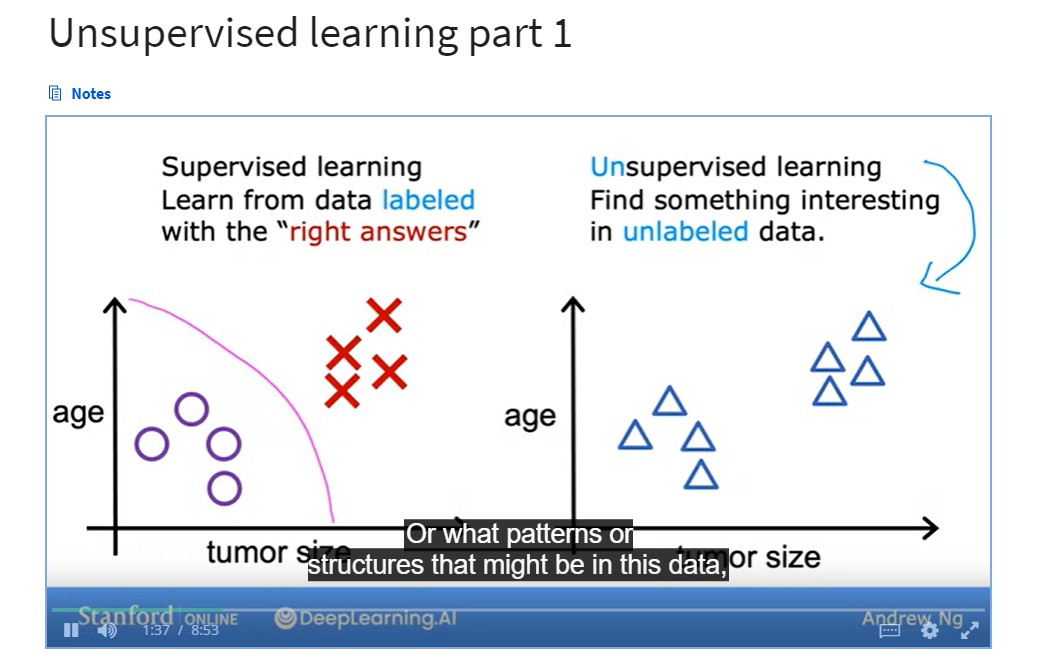 Unsupervised learning part 1
Notes
Supervised learning
Learn from data labeled
with the “right answers”
Unsupervised learning
Find something interesting
in unlabeled data.
age
tumor size
age
tumor size
Or what patterns or
structures that might be in this data,
Stanford ONLINE
DeepLearning.AI
Andrew Ng
1:37 / 8:53